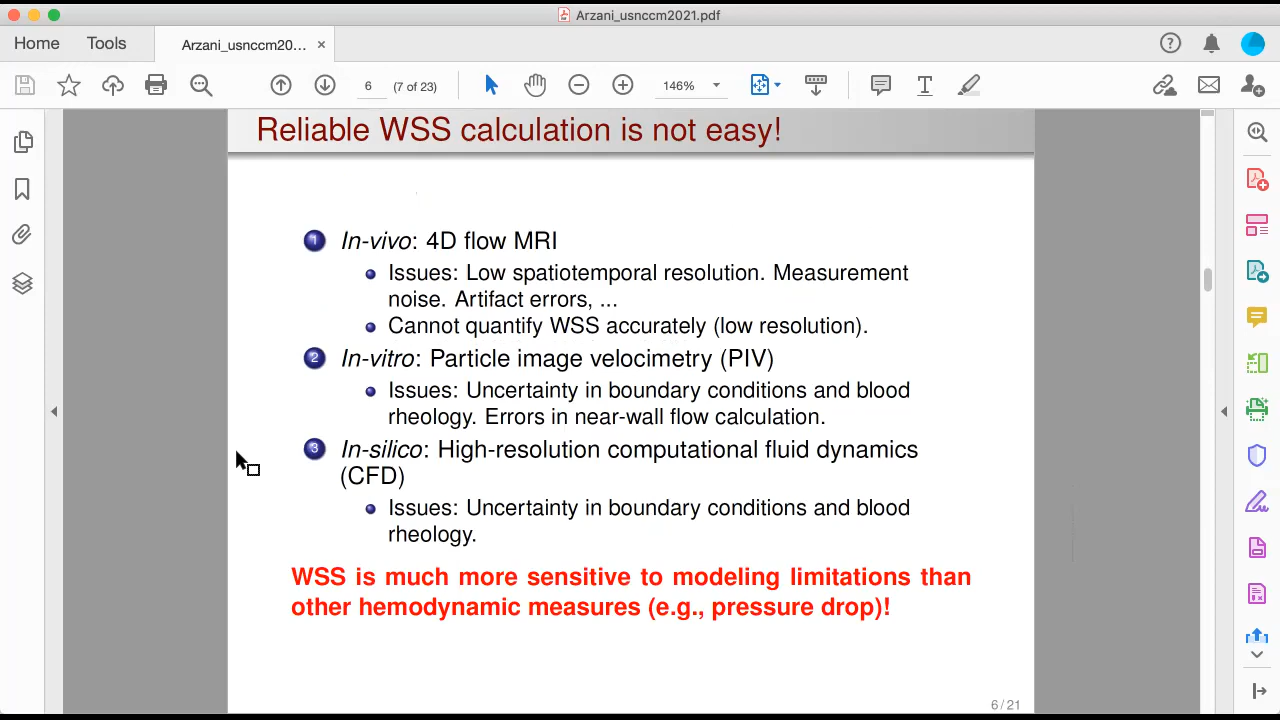 Arzani_usnccm2021.pdf
Home Tools Arzani_usnccm20... ×
6 (7 of 23) 146%
Reliable WSS calculation is not easy!
1 In-vivo: 4D flow MRI
Issues: Low spatiotemporal resolution. Measurement
noise. Artifact errors, ...
Cannot quantify WSS accurately (low resolution).
2 In-vitro: Particle image velocimetry (PIV)
Issues: Uncertainty in boundary conditions and blood
rheology. Errors in near-wall flow calculation.
3 In-silico: High-resolution computational fluid dynamics
(CFD)
Issues: Uncertainty in boundary conditions and blood
rheology.
WSS is much more sensitive to modeling limitations than
other hemodynamic measures (e.g., pressure drop)!
6/21